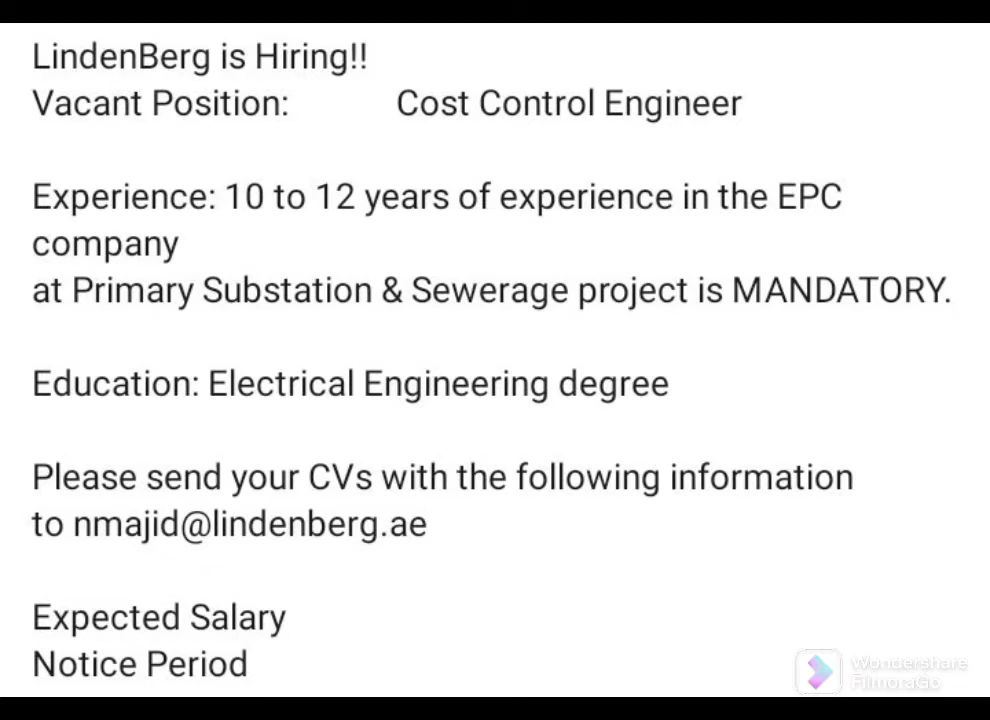 LindenBerg is Hiring!!
Vacant Position: Cost Control Engineer
Experience: 10 to 12 years of experience in the EPC
company
at Primary Substation & Sewerage project is MANDATORY.
Education: Electrical Engineering degree
Please send your CVs with the following information
to nmajid@lindenberg.ae
Expected Salary
Notice Period
Wondershare
FilmoraGo